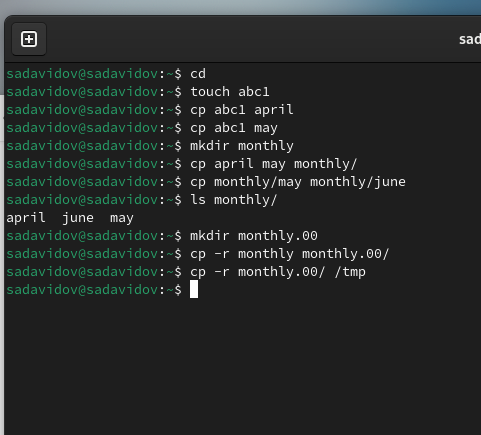 sad
sadavidov@sadavidov:~$ cd
sadavidov@sadavidov:~$ touch abc1
sadavidov@sadavidov:~$ cp abc1 april
sadavidov@sadavidov:~$ cp abc1 may
sadavidov@sadavidov:~$ mkdir monthly
sadavidov@sadavidov:~$ cp april may monthly/
sadavidov@sadavidov:~$ cp monthly/may monthly/june
sadavidov@sadavidov:~$ ls monthly/
april  june  may
sadavidov@sadavidov:~$ mkdir monthly.00
sadavidov@sadavidov:~$ cp -r monthly monthly.00/
sadavidov@sadavidov:~$ cp -r monthly.00/ /tmp
sadavidov@sadavidov:~$